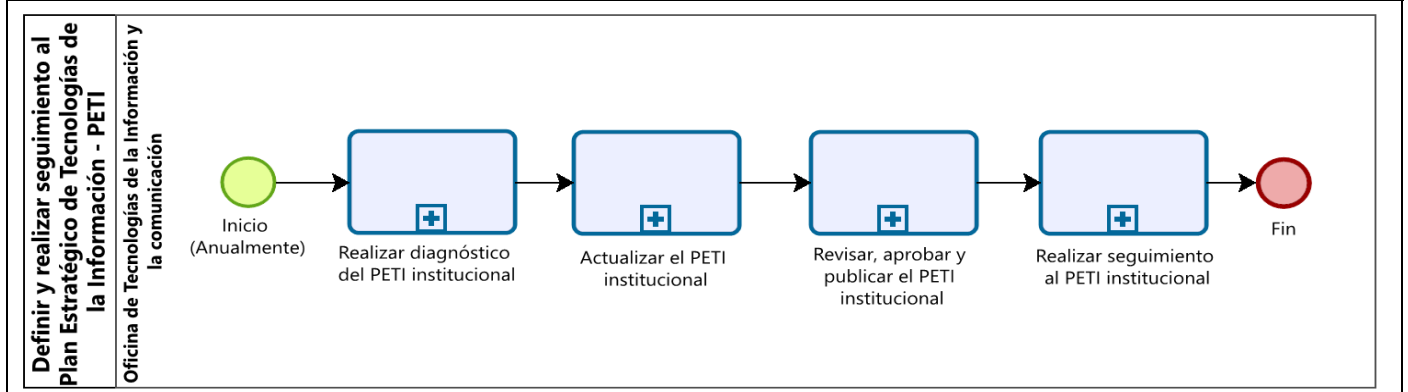 Definir y realizar seguimiento al
Plan Estratégico de Tecnologías de
la Información - PETI
Oficina de Tecnologías de la Información y
la comunicación
Inicio
(Anualmente)
Realizar diagnóstico
del PETI institucional
Actualizar el PETI
institucional
Revisar, aprobar y
publicar el PETI
institucional
Realizar seguimiento
al PETI institucional
Fin